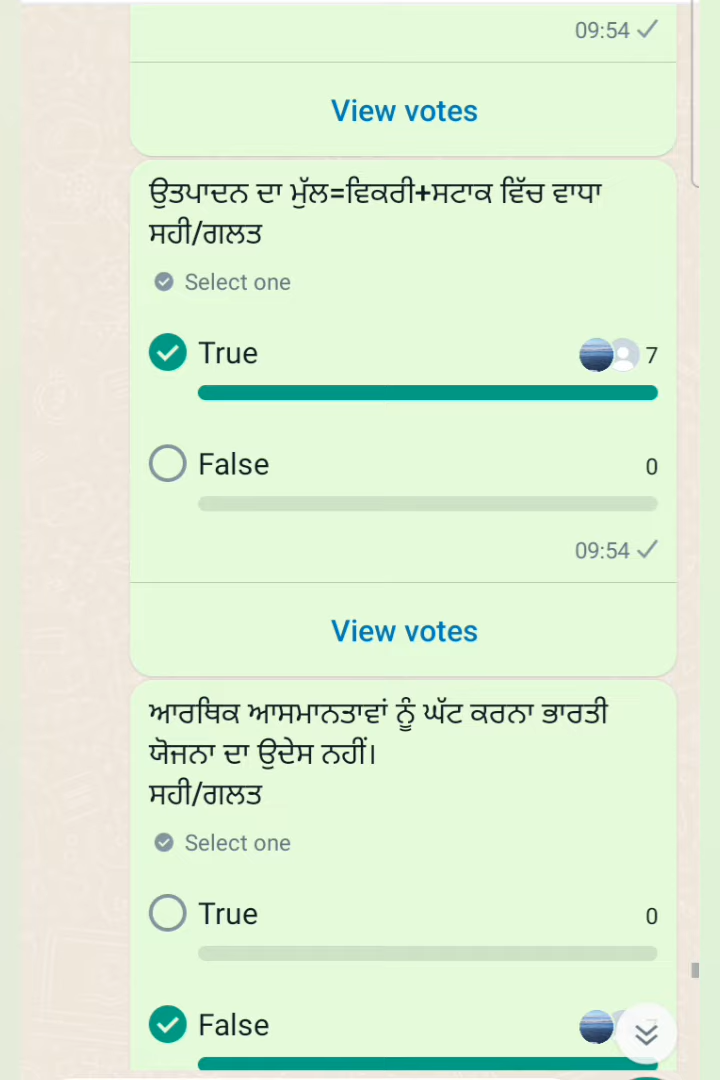 09:54
View votes
ਉਤਪਾਦਨ ਦਾ ਮੁੱਲ=ਵਿਕਰੀ+ਸਟਾਕ ਵਿੱਚ ਵਾਧਾ
ਸਹੀ/ਗਲਤ
Select one
True 7
False 0
09:54
View votes
ਆਰਥਿਕ ਆਸਮਾਨਤਾਵਾਂ ਨੂੰ ਘੱਟ ਕਰਨਾ ਭਾਰਤੀ
ਯੋਜਨਾ ਦਾ ਉਦੇਸ ਨਹੀਂ।
ਸਹੀ/ਗਲਤ
Select one
True 0
False